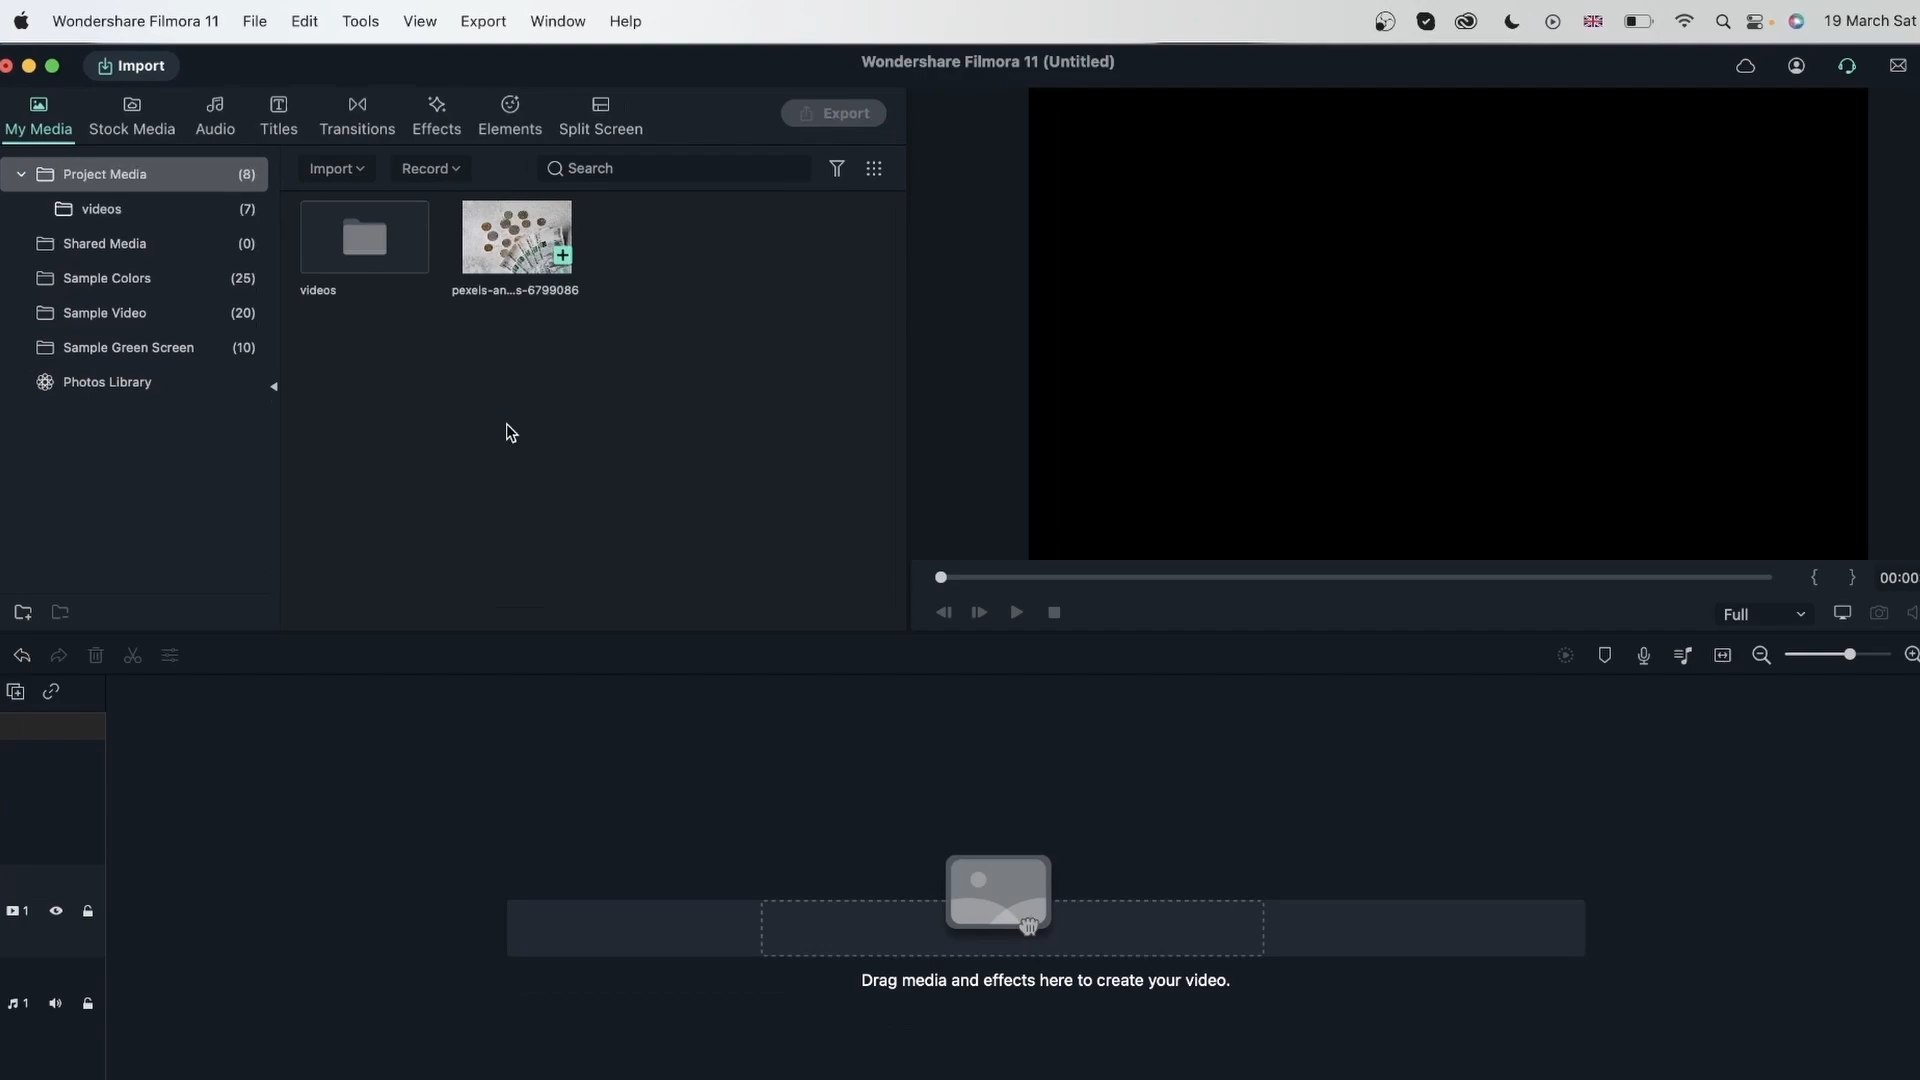 Wondershare Filmora 11 File Edit Tools View Export Window Help 19 March Sat
Import
Wondershare Filmora 11 (Untitled)
My Media Stock Media Audio Titles Transitions Effects Elements Split Screen
Export
Project Media (8)
videos (7)
Shared Media (0)
Sample Colors (25)
Sample Video (20)
Sample Green Screen (10)
Photos Library
Import Record Search
videos
pexels-an...s-6799086
{ } 00:00
Full
1
1
Drag media and effects here to create your video.